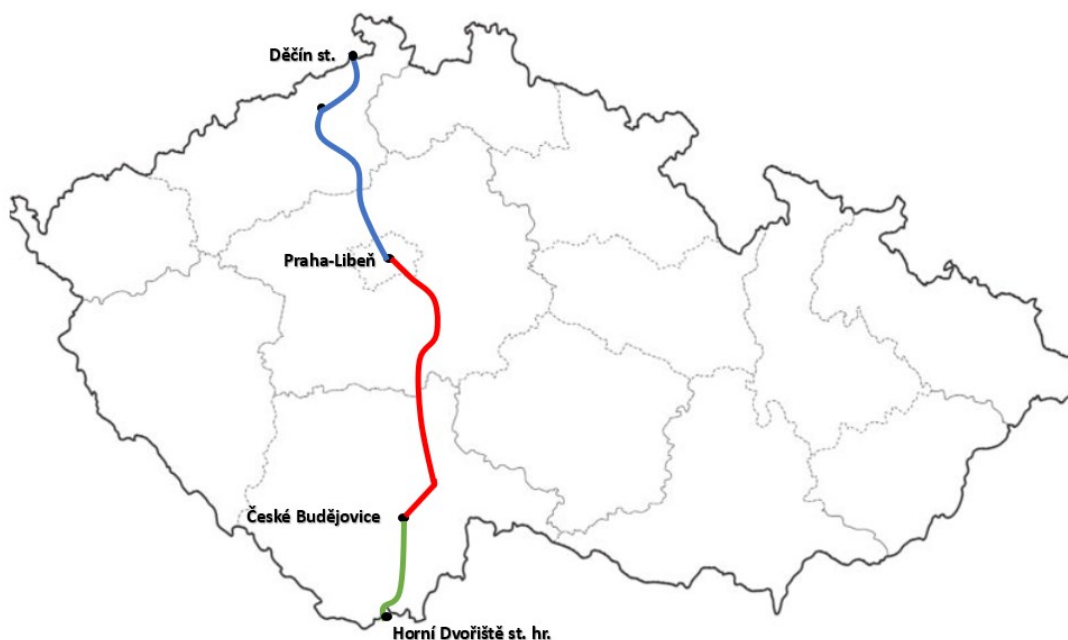 Děčín st.
Praha-Libeň
České Budějovice
Horní Dvořiště st. hr.